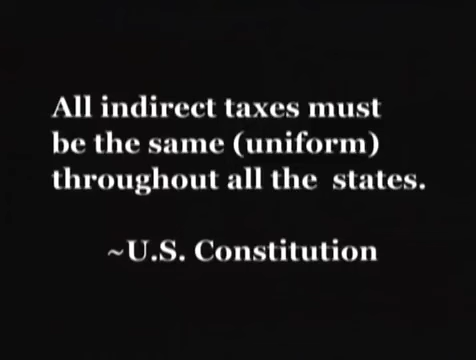 All indirect taxes must
be the same (uniform)
throughout all the states.
~U.S. Constitution